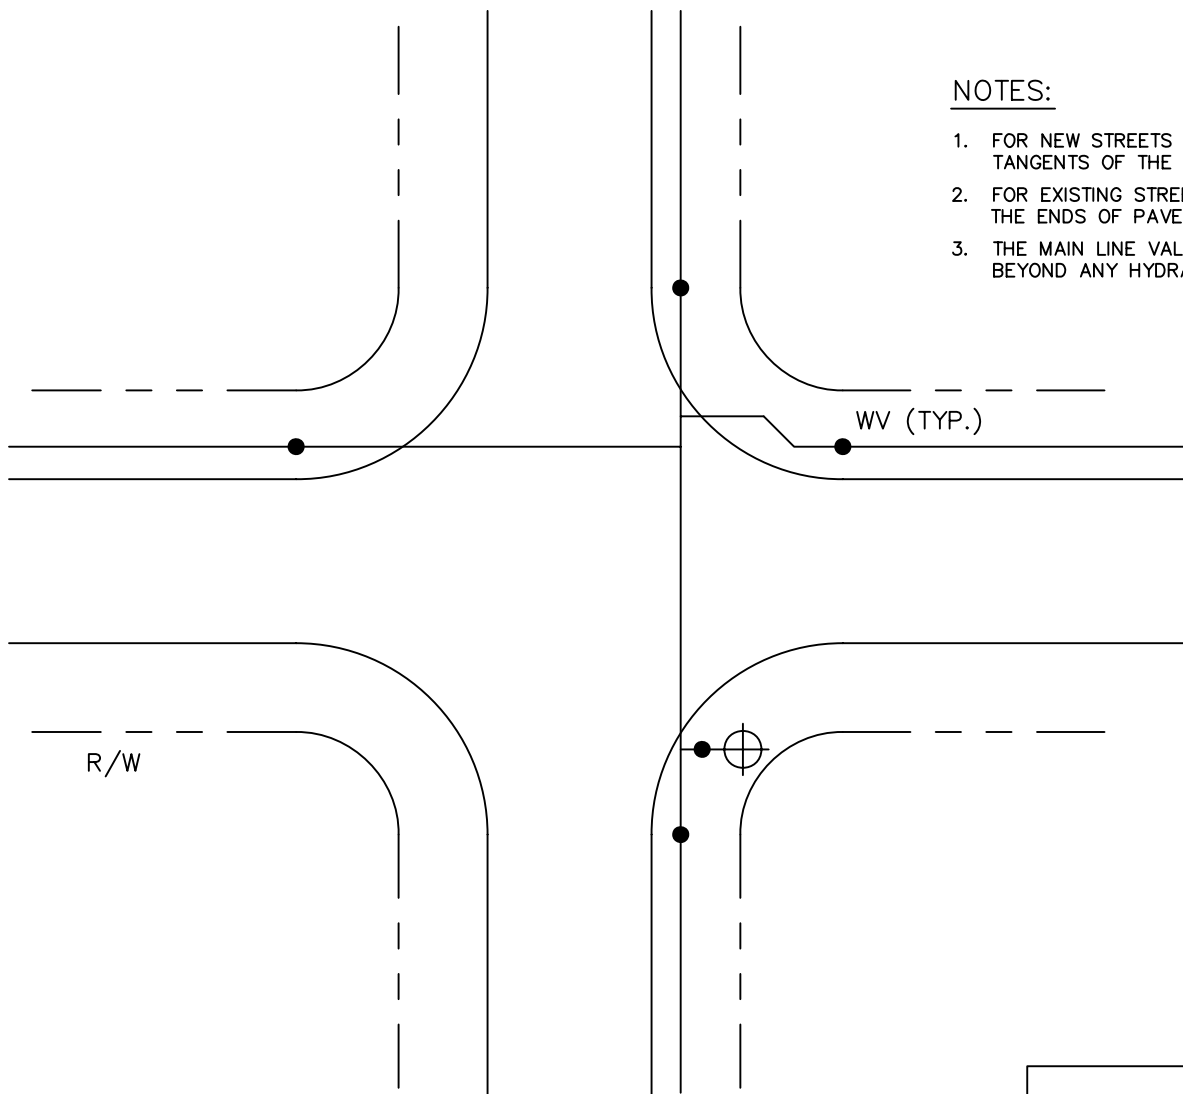 NOTES:
1. FOR NEW STREETS
TANGENTS OF THE
2. FOR EXISTING
THE ENDS OF
3. THE MAIN LINE
BEYOND ANY
WV (TYP.)
R/W